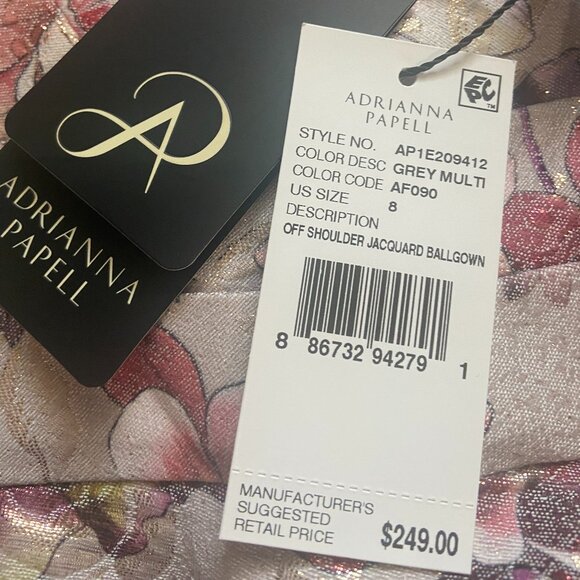 ADRIANNA
PAPELL
EPC™
ADRIANNA
PAPELL
STYLE NO. AP1E209412
COLOR DESC GREY MULTI
COLOR CODE AF090
US SIZE 8
DESCRIPTION
OFF SHOULDER JACQUARD BALLGOWN
8 86732 94279 1
MANUFACTURER'S
SUGGESTED
RETAIL PRICE $249.00